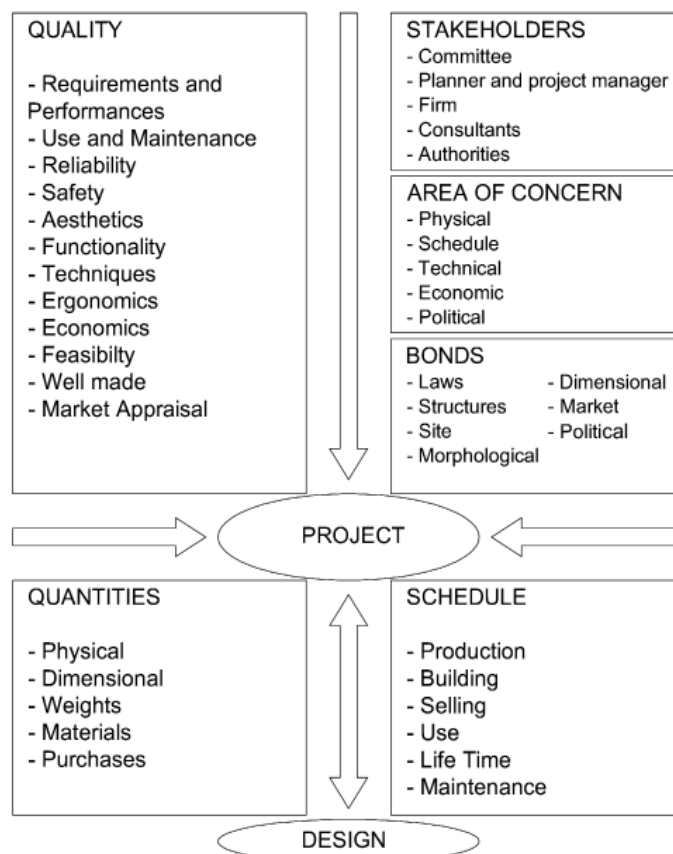 QUALITY
- Requirements and
Performances
- Use and Maintenance
- Reliability
- Safety
- Aesthetics
- Functionality
- Techniques
- Ergonomics
- Economics
- Feasibilty
- Well made
- Market Appraisal
STAKEHOLDERS
- Committee
- Planner and project manager
- Firm
- Consultants
- Authorities
AREA OF CONCERN
- Physical
- Schedule
- Technical
- Economic
- Political
BONDS
- Laws
- Structures
- Site
- Morphological
- Dimensional
- Market
- Political
PROJECT
QUANTITIES
- Physical
- Dimensional
- Weights
- Materials
- Purchases
SCHEDULE
- Production
- Building
- Selling
- Use
- Life Time
- Maintenance
DESIGN